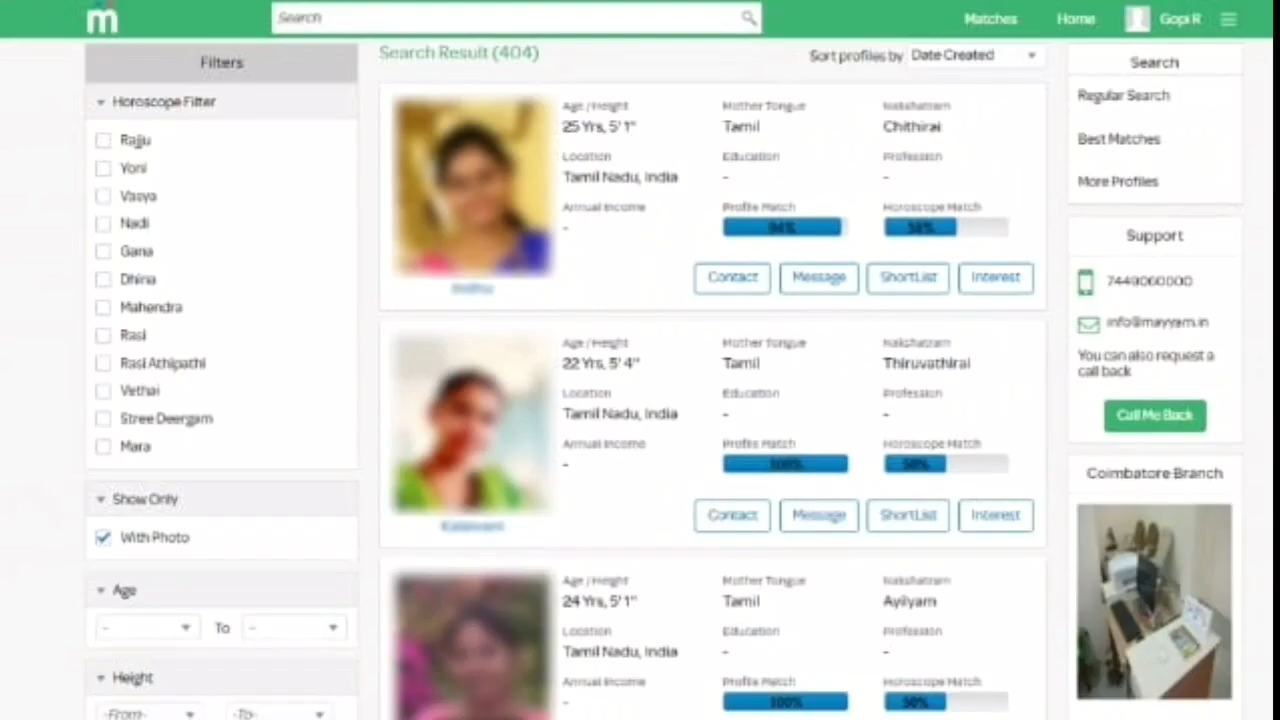 m
Search
Matches
Home
Gopi R
Filters
Horoscope Filter
Rajju
Yoni
Vasya
Nadi
Gana
Dhina
Mahendra
Rasi
Rasi Athipathi
Vethai
Stree Deergam
Mara
Show Only
With Photo
Age
- To -
Height
-From- -To-
Search Result (404)
Sort profiles by Date Created
Age / Height Mother Tongue Nakshatram
25 Yrs, 5' 1" Tamil Chithirai
Location Education Profession
Tamil Nadu, India - -
Annual Income Profile Match Horoscope Match
- 94% 58%
Contact Message ShortList Interest
Age / Height Mother Tongue Nakshatram
22 Yrs, 5' 4" Tamil Thiruvathirai
Location Education Profession
Tamil Nadu, India - -
Annual Income Profile Match Horoscope Match
- 100% 50%
Contact Message ShortList Interest
Age / Height Mother Tongue Nakshatram
24 Yrs, 5' 1" Tamil Ayilyam
Location Education Profession
Tamil Nadu, India - -
Annual Income Profile Match Horoscope Match
- 100% 50%
Search
Regular Search
Best Matches
More Profiles
Support
7449060000
info@mayyam.in
You can also request a
call back
Call Me Back
Coimbatore Branch